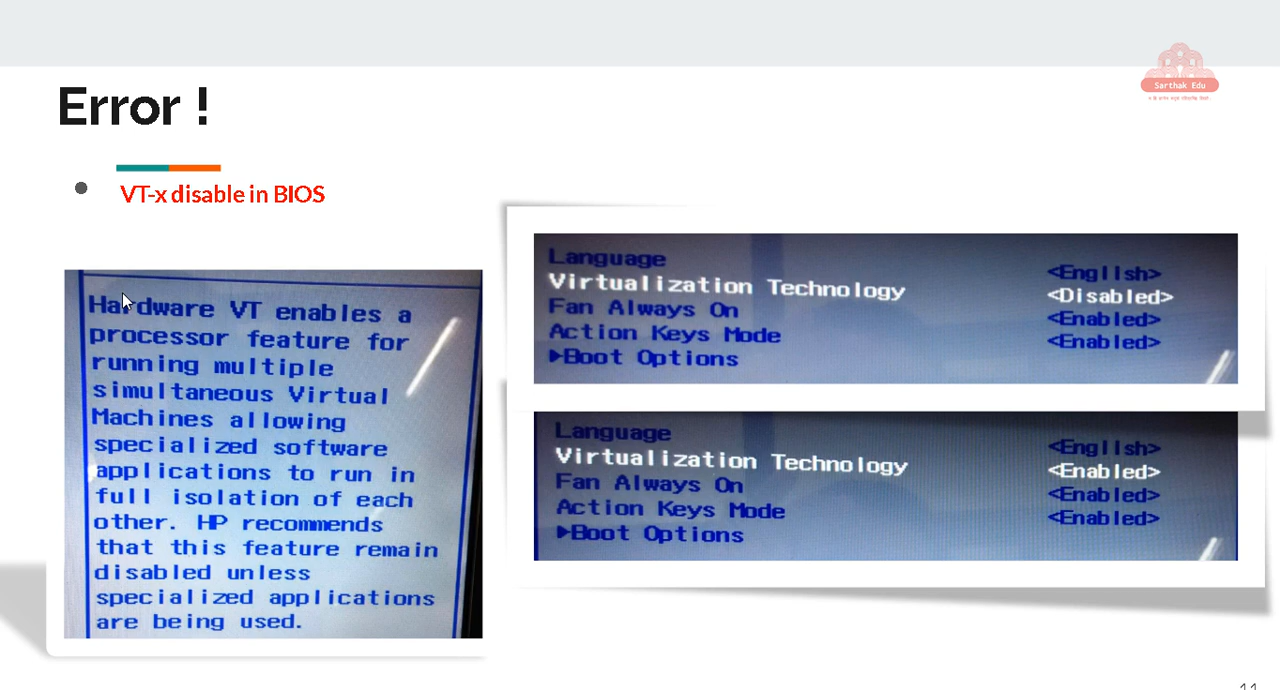 Sarthak Edu
Error !
VT-x disable in BIOS
Hardware VT enables a
processor feature for
running multiple
simultaneous Virtual
Machines allowing
specialized software
applications to run in
full isolation of each
other. HP recommends
that this feature remain
disabled unless
specialized applications
are being used.
Language <English>
Virtualization Technology <Disabled>
Fan Always On <Enabled>
Action Keys Mode <Enabled>
▶Boot Options
Language <English>
Virtualization Technology <Enabled>
Fan Always On <Enabled>
Action Keys Mode <Enabled>
▶Boot Options
11